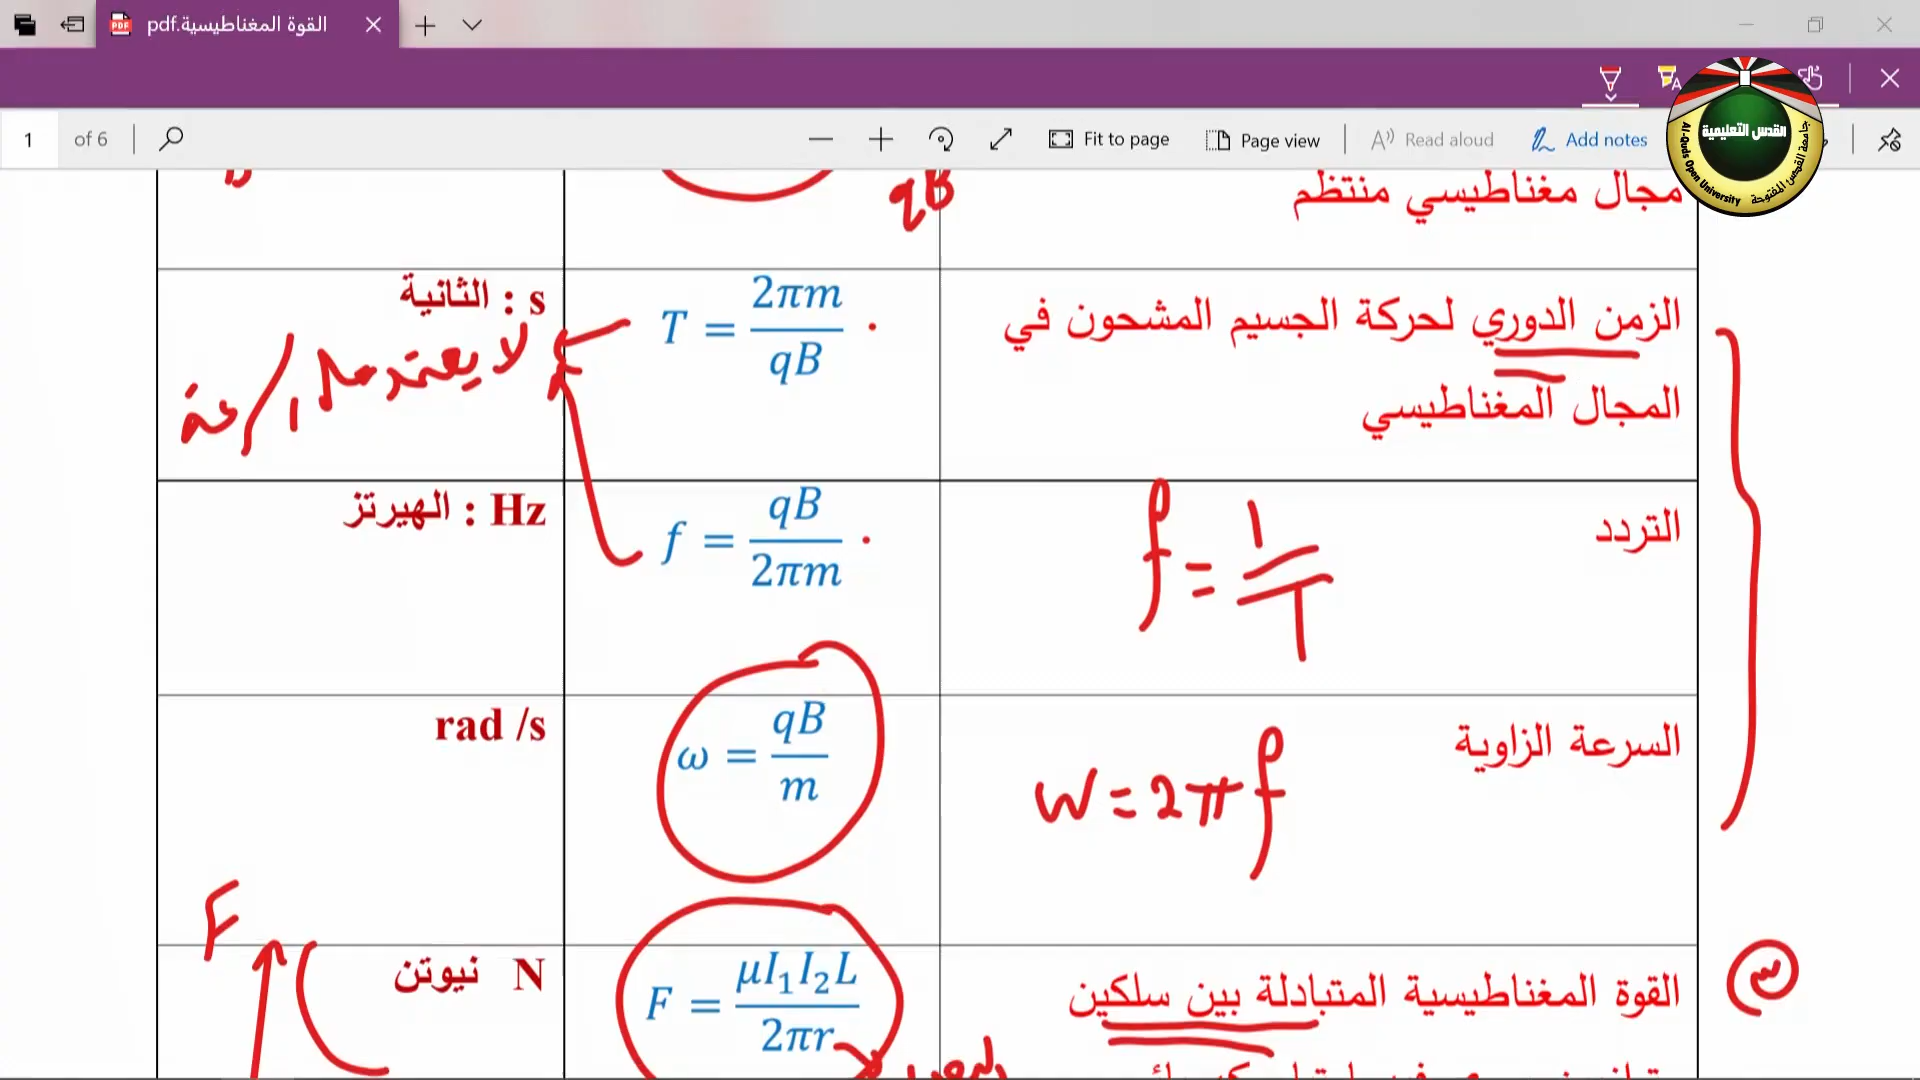 القوة المغناطيسية.pdf
1 of 6
Fit to page
Page view
Read aloud
Add notes
القدس التعليمية
جامعة القدس المفتوحة
Al-Quds Open University
مجال مغناطيسي منتظم
qB
الزمن الدوري لحركة الجسيم المشحون في
المجال المغناطيسي
T = 2πm / qB
s : الثانية
لا يعتمد على السرعة
التردد
f = 1/T
f = qB / 2πm
Hz : الهيرتز
السرعة الزاوية
W = 2πf
ω = qB / m
rad /s
القوة المغناطيسية المتبادلة بين سلكين
F = μI₁I₂L / 2πr
N نيوتن
F